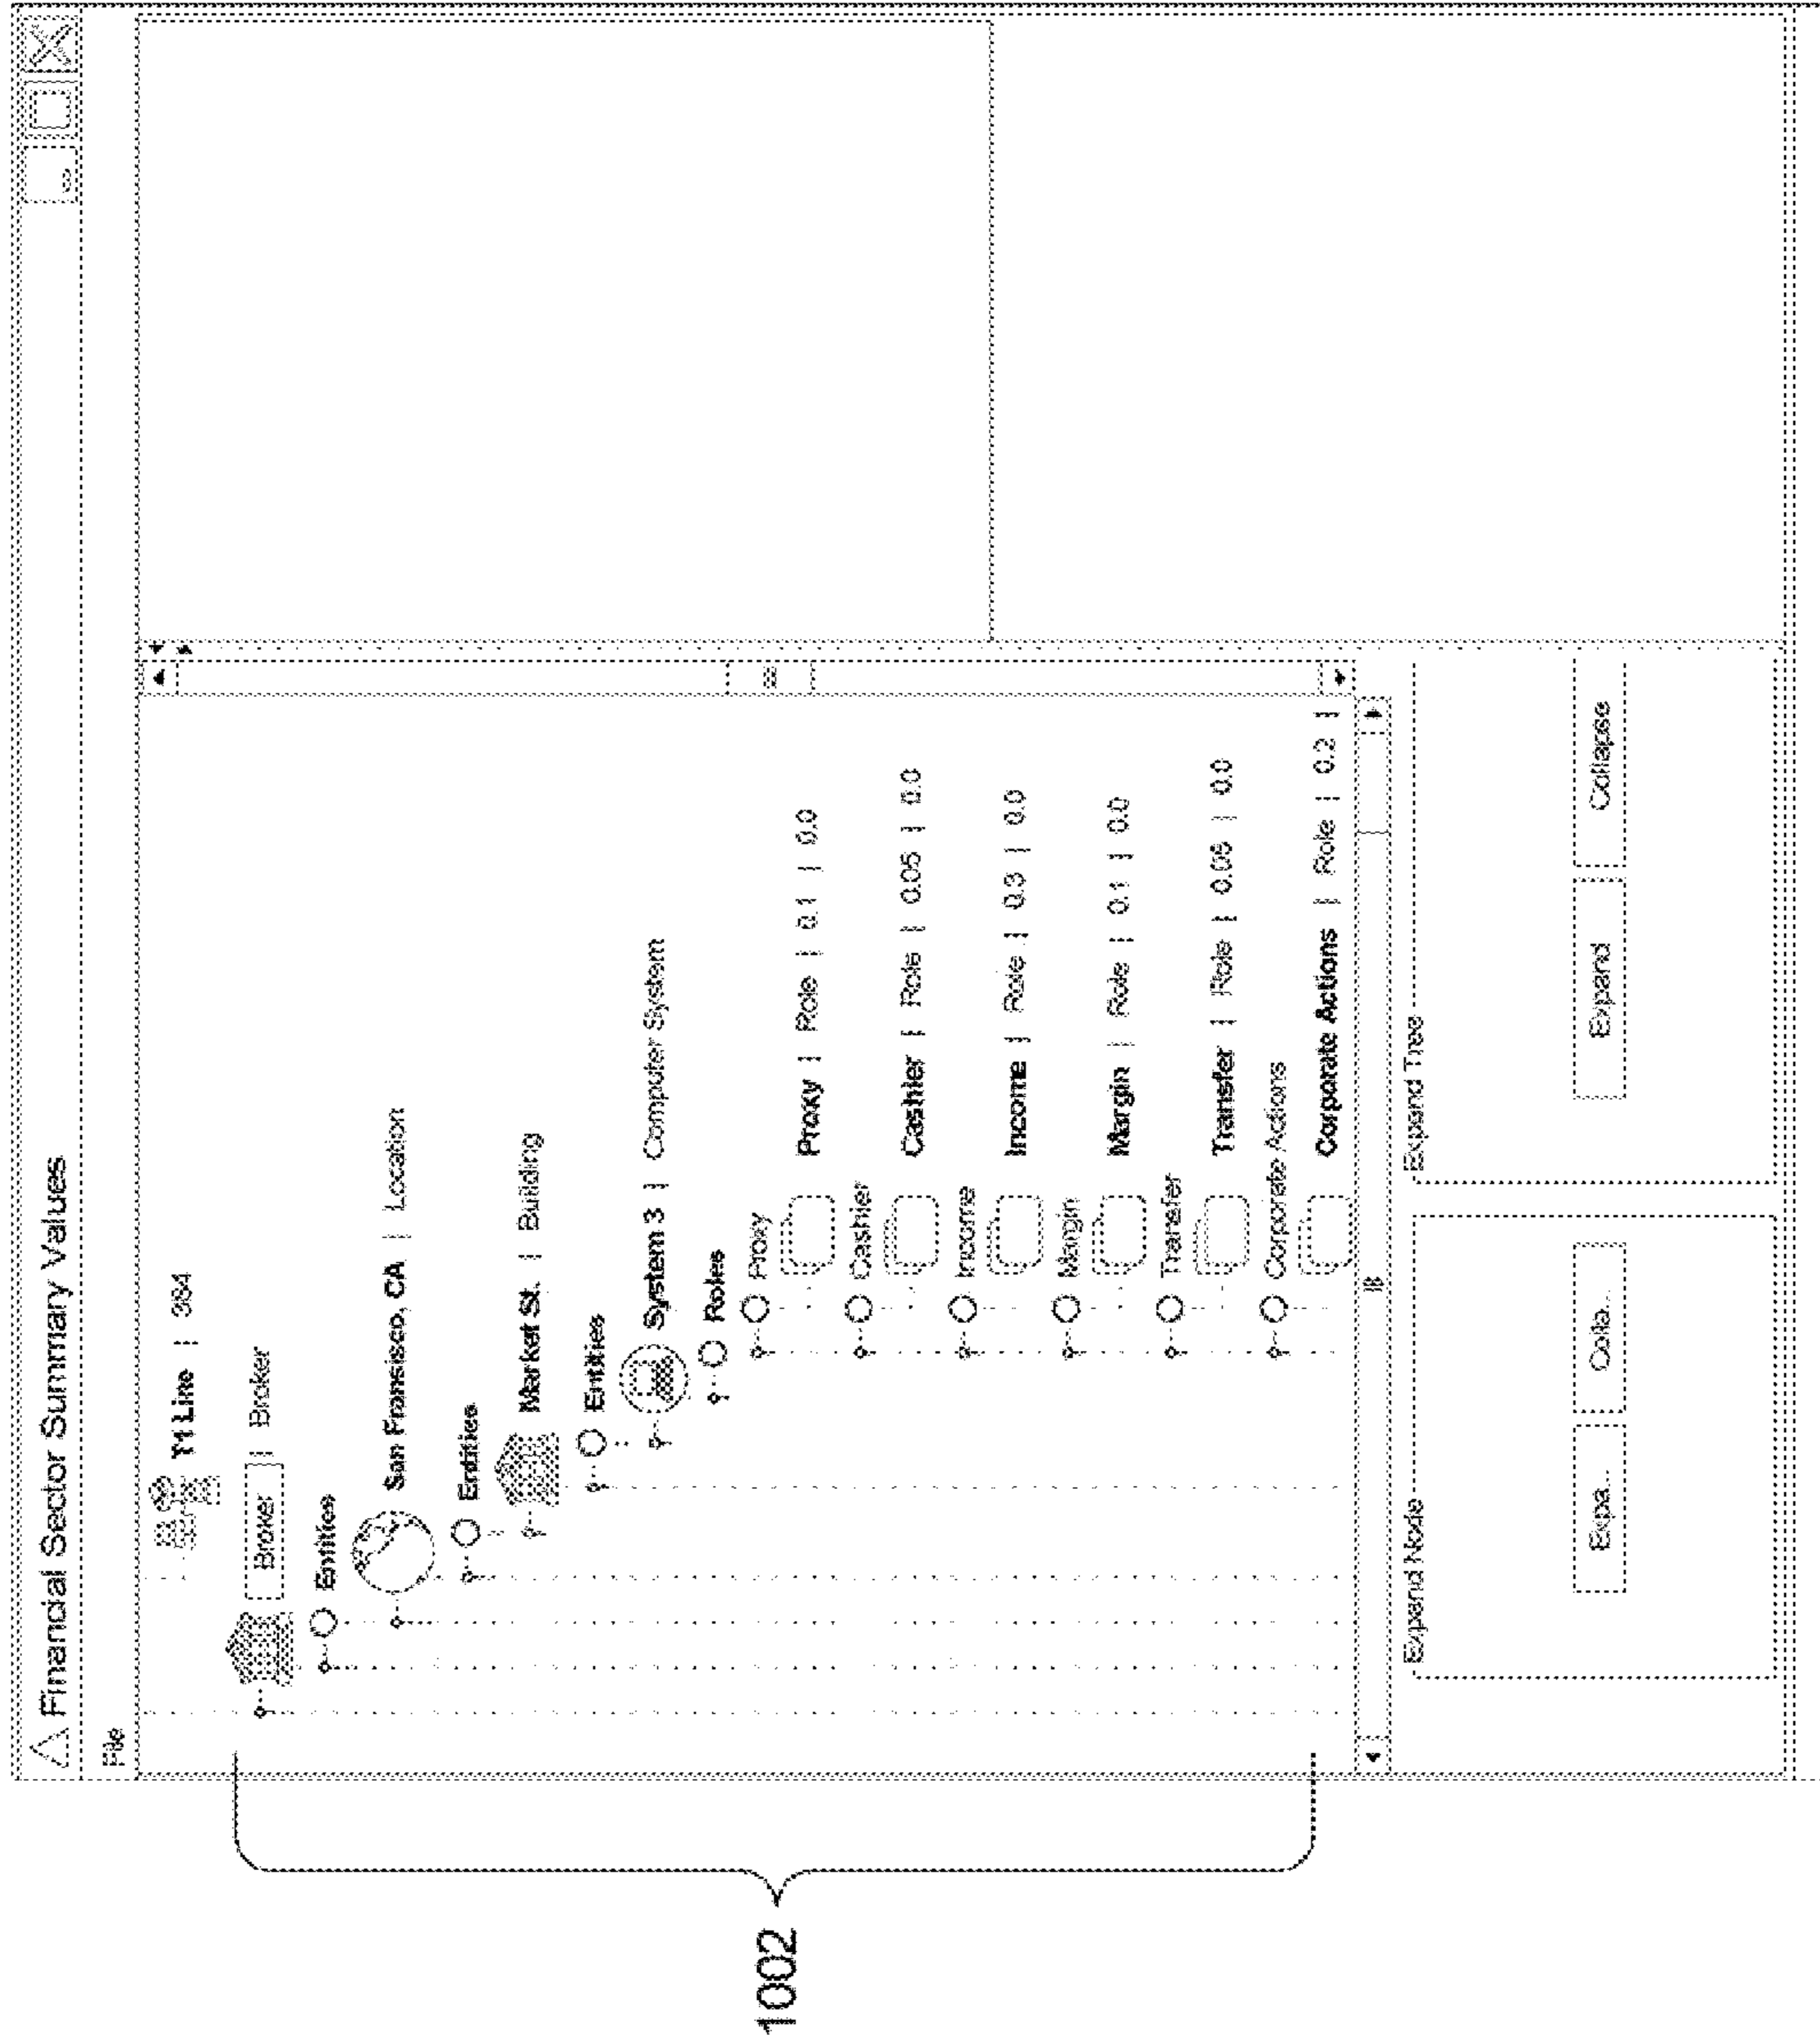 Financial Sector Summary Values
File
T1 Line | 384
Broker | Broker
Entities
San Fransisco, CA | Location
Entities
Market St. | Building
Entities
System 3 | Computer System
Roles
Proxy
Proxy | Role | 0.1 | 0.0
Cashier
Cashier | Role | 0.05 | 0.0
Income
Income | Role | 0.3 | 0.0
Margin
Margin | Role | 0.1 | 0.0
Transfer
Transfer | Role | 0.05 | 0.0
Corporate Actions
Corporate Actions | Role | 0.2 |
Expand Node
Expa..
Colla..
Expand Tree
Expand
Collapse
1002